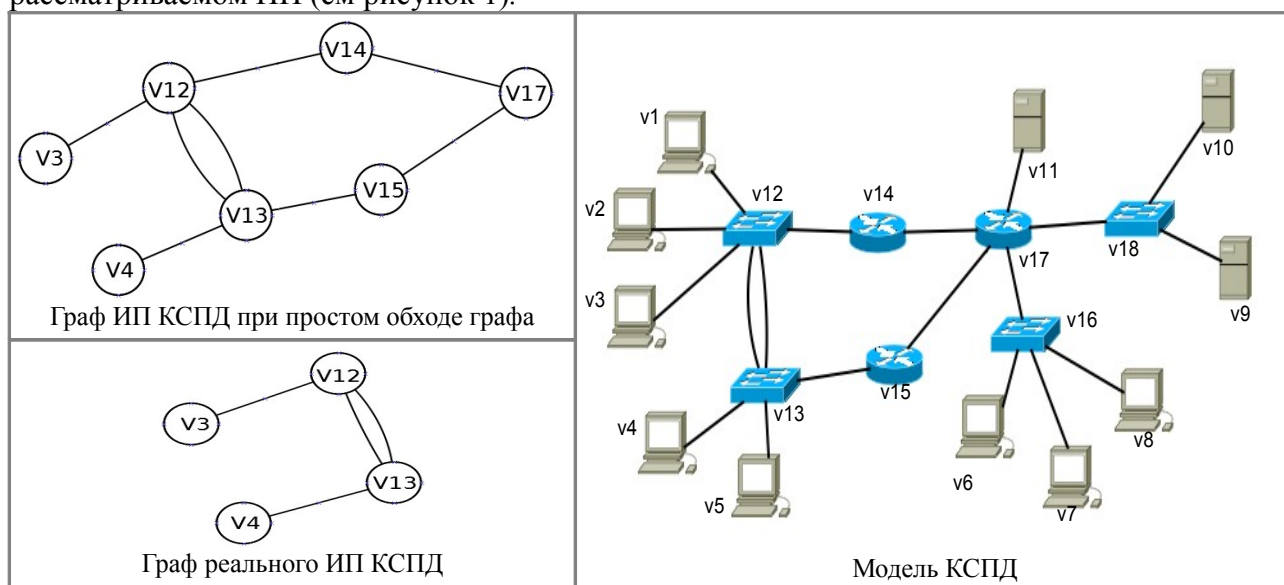 рассматриваемом ИП (см рисунок 1).
V14
V12
V17
V3
V15
V13
V4
Граф ИП КСПД при простом обходе графа
V12
V3
V13
V4
Граф реального ИП КСПД
v1
v10
v11
v12
v14
v2
v17
v18
v3
v9
v16
v15
v13
v4
v8
v6
v5
v7
Модель КСПД